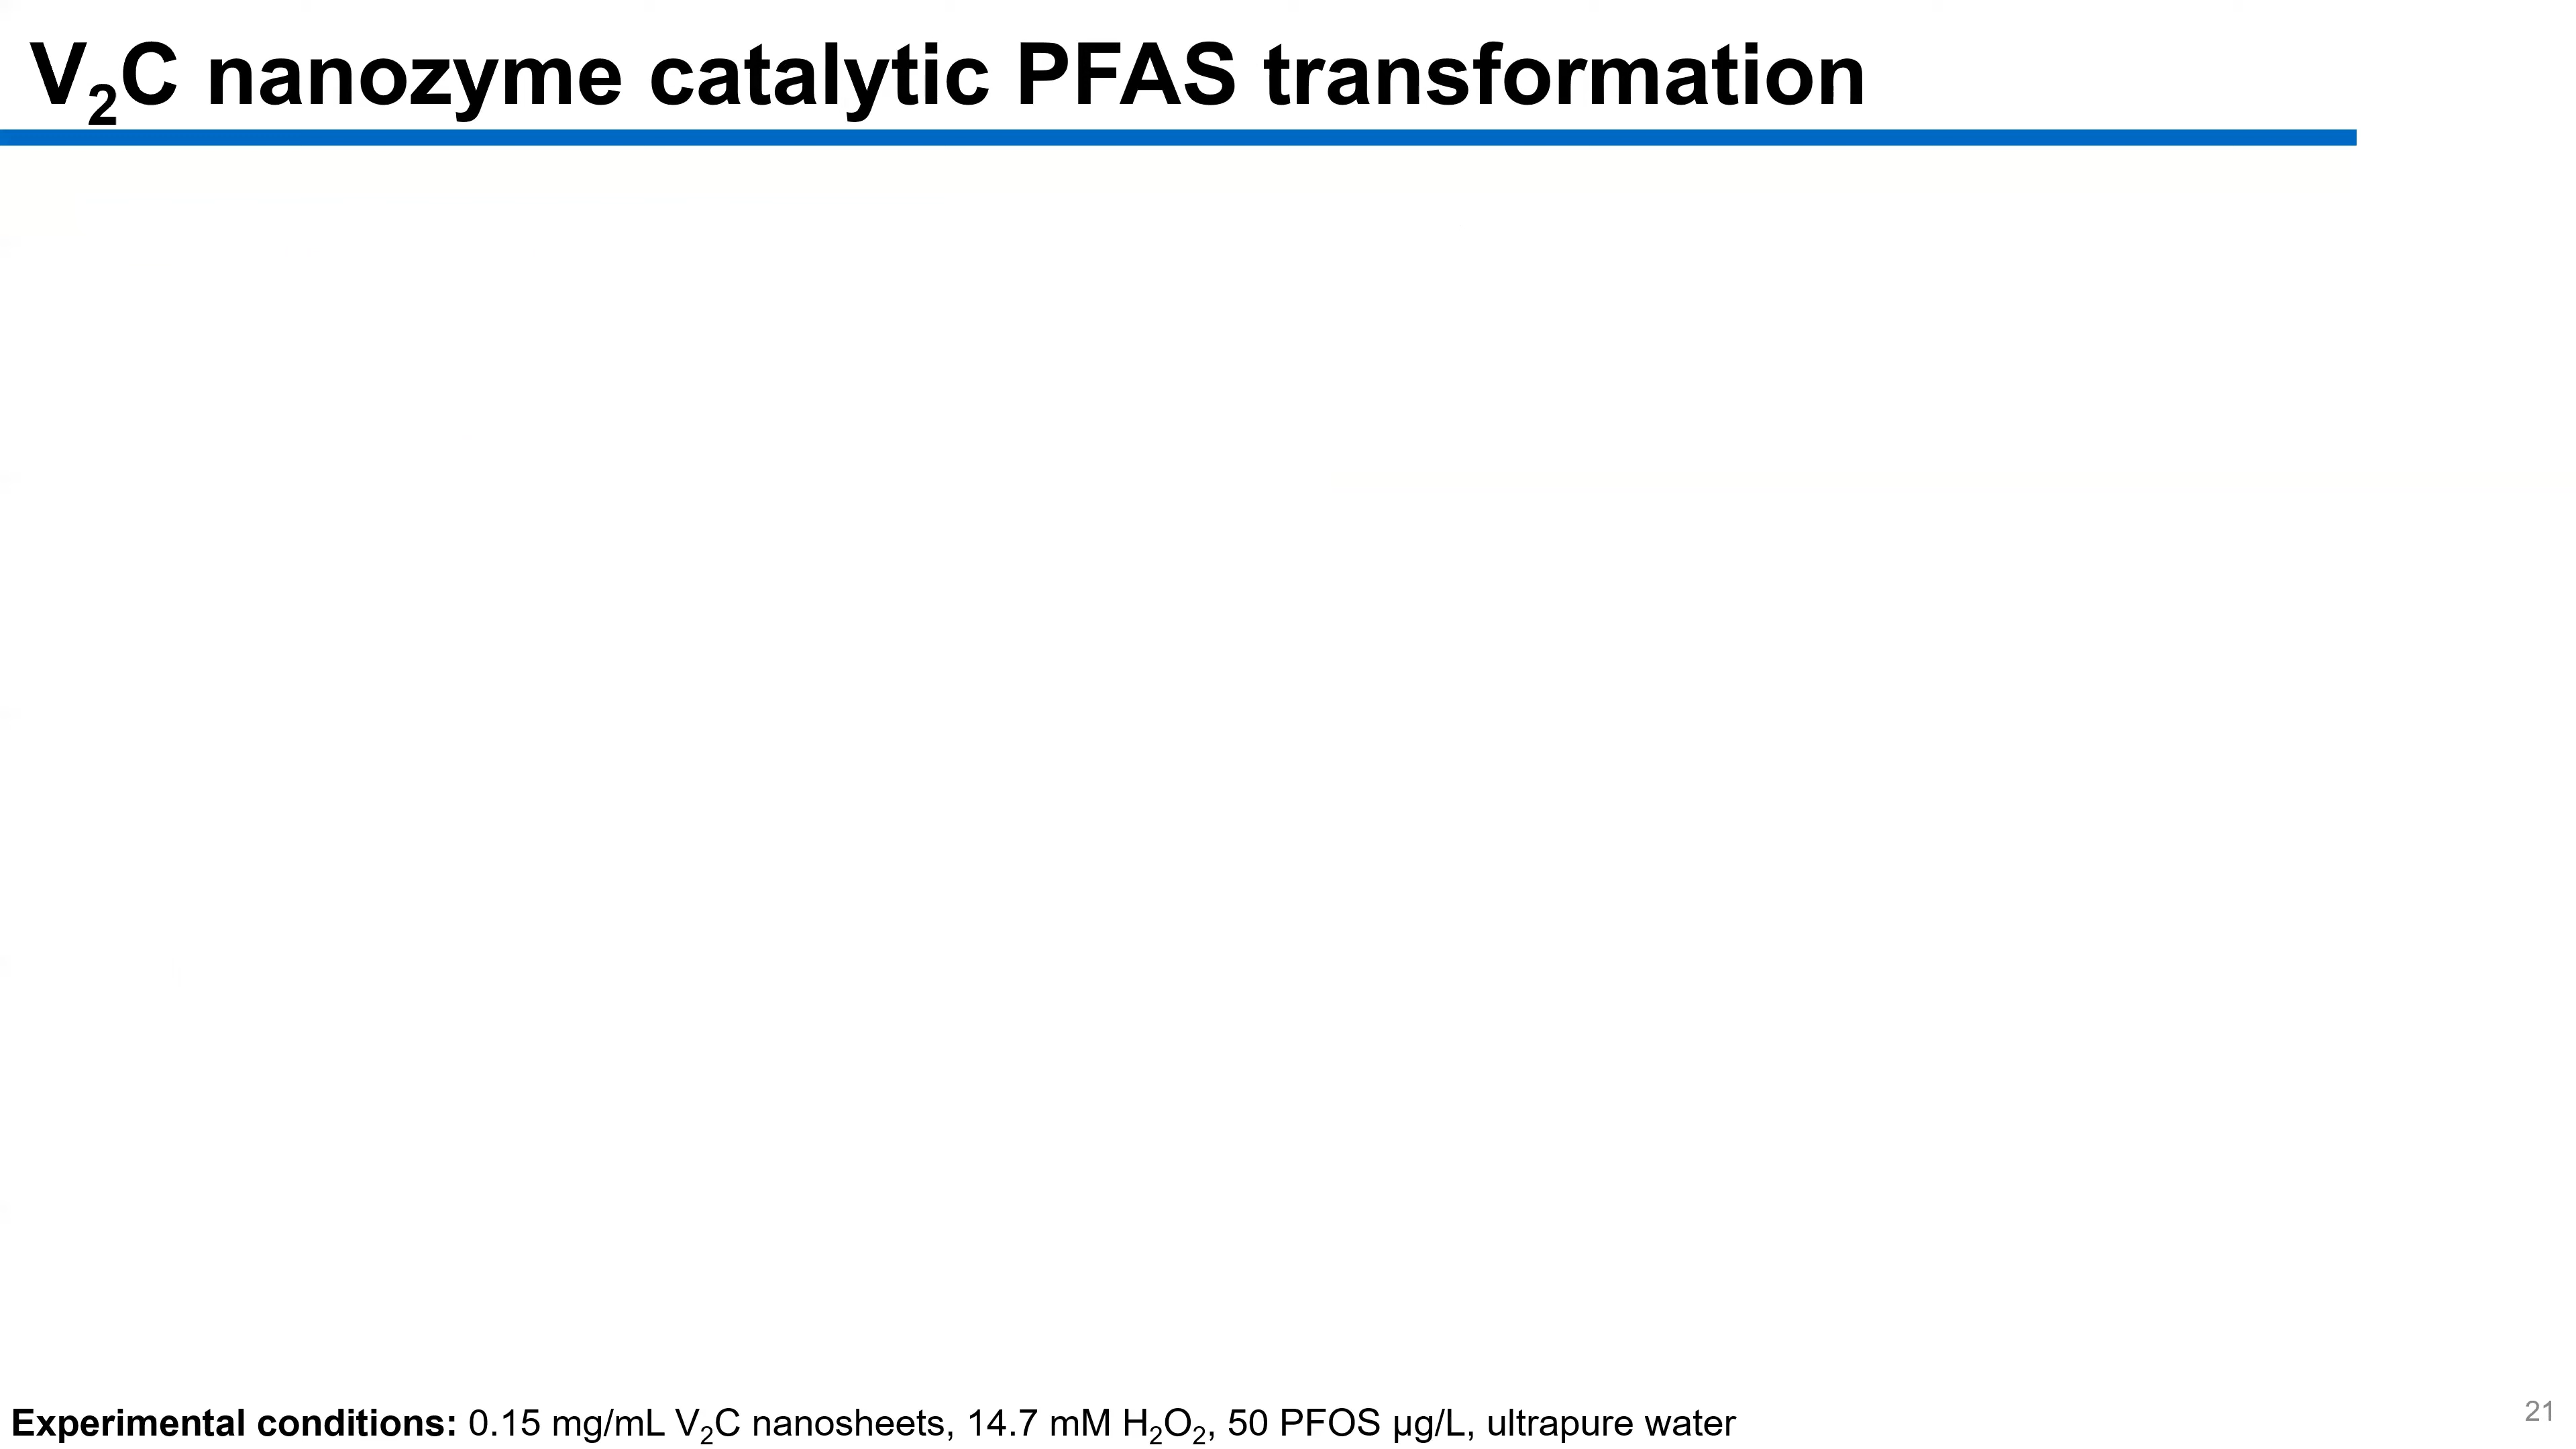 V₂C nanozyme catalytic PFAS transformation
Experimental conditions: 0.15 mg/mL V₂C nanosheets, 14.7 mM H₂O₂, 50 PFOS µg/L, ultrapure water
21